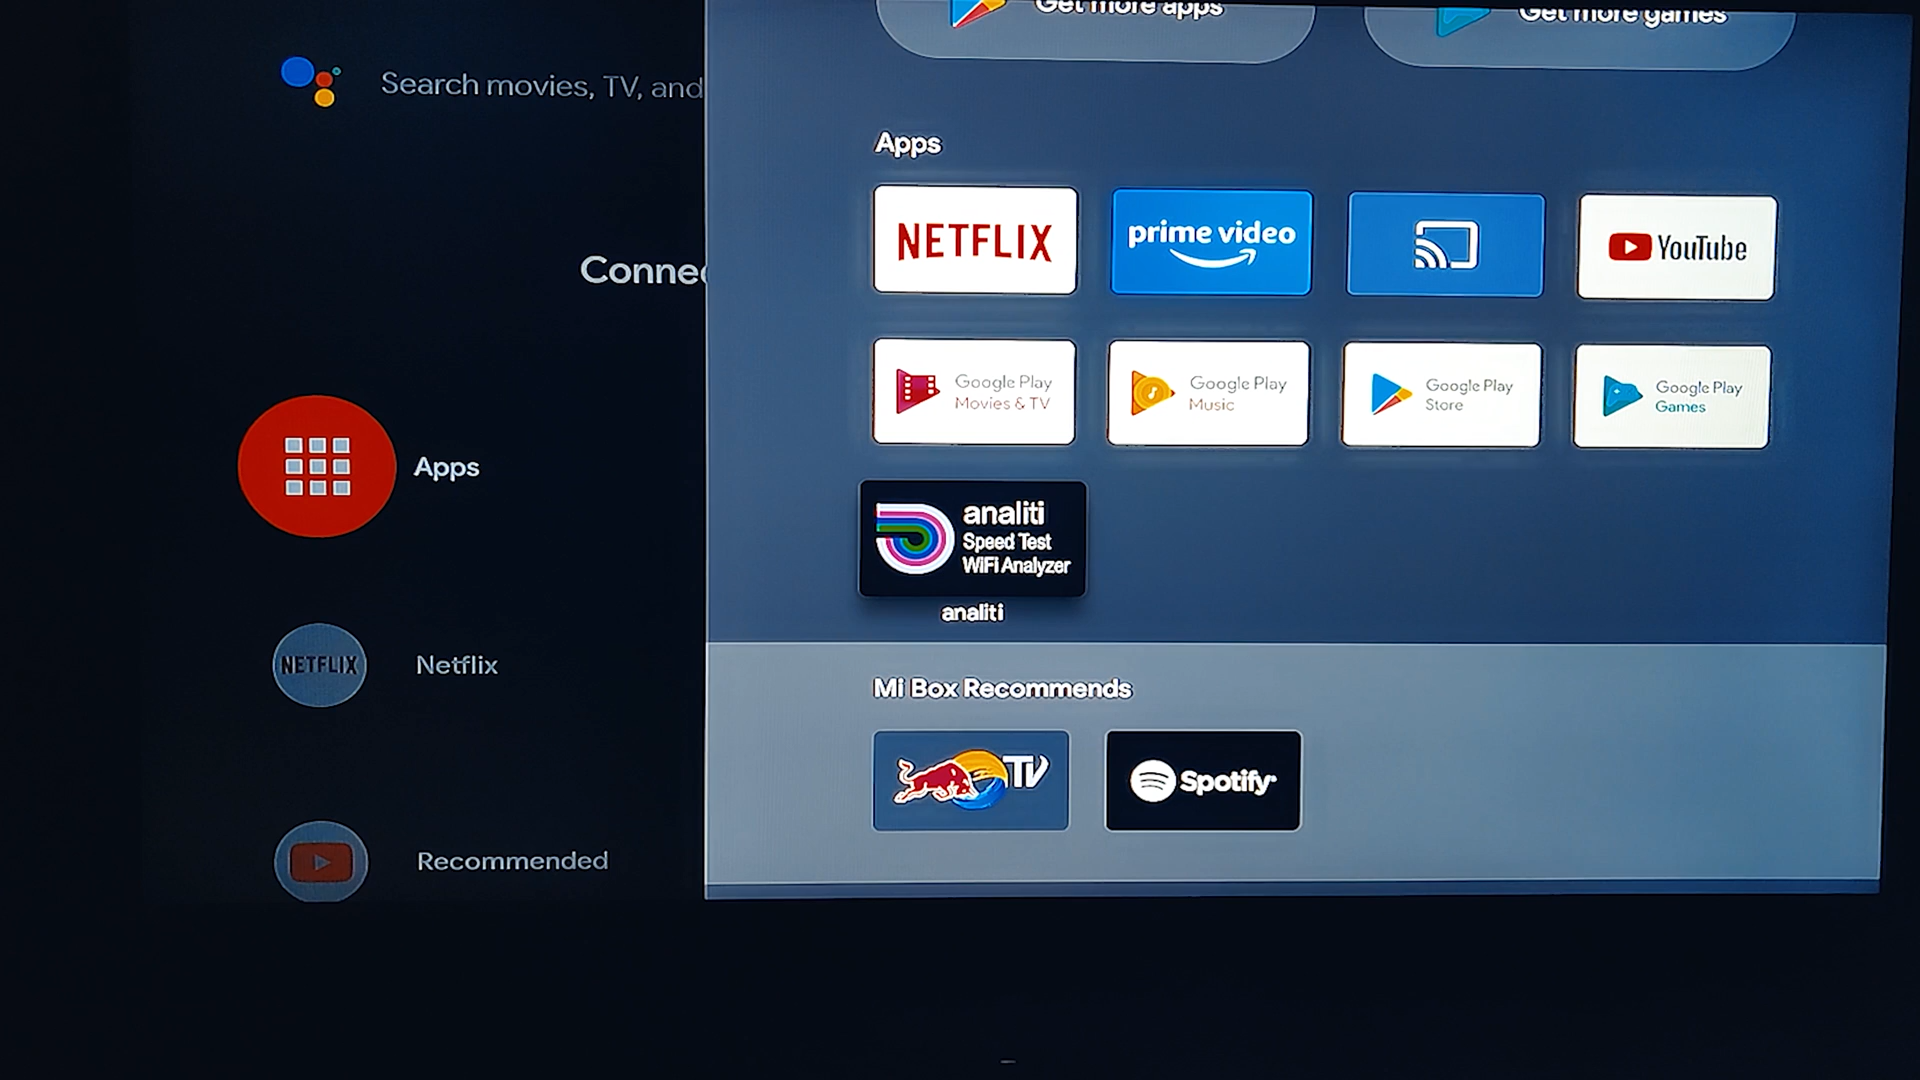 Get more apps
Get more games
Search movies, TV, and
Connec
Apps
NETFLIX
prime video
YouTube
Google Play
Movies & TV
Google Play
Music
Google Play
Store
Google Play
Games
Apps
analiti
Speed Test
WiFi Analyzer
analiti
NETFLIX
Netflix
Mi Box Recommends
TV
Spotify
Recommended